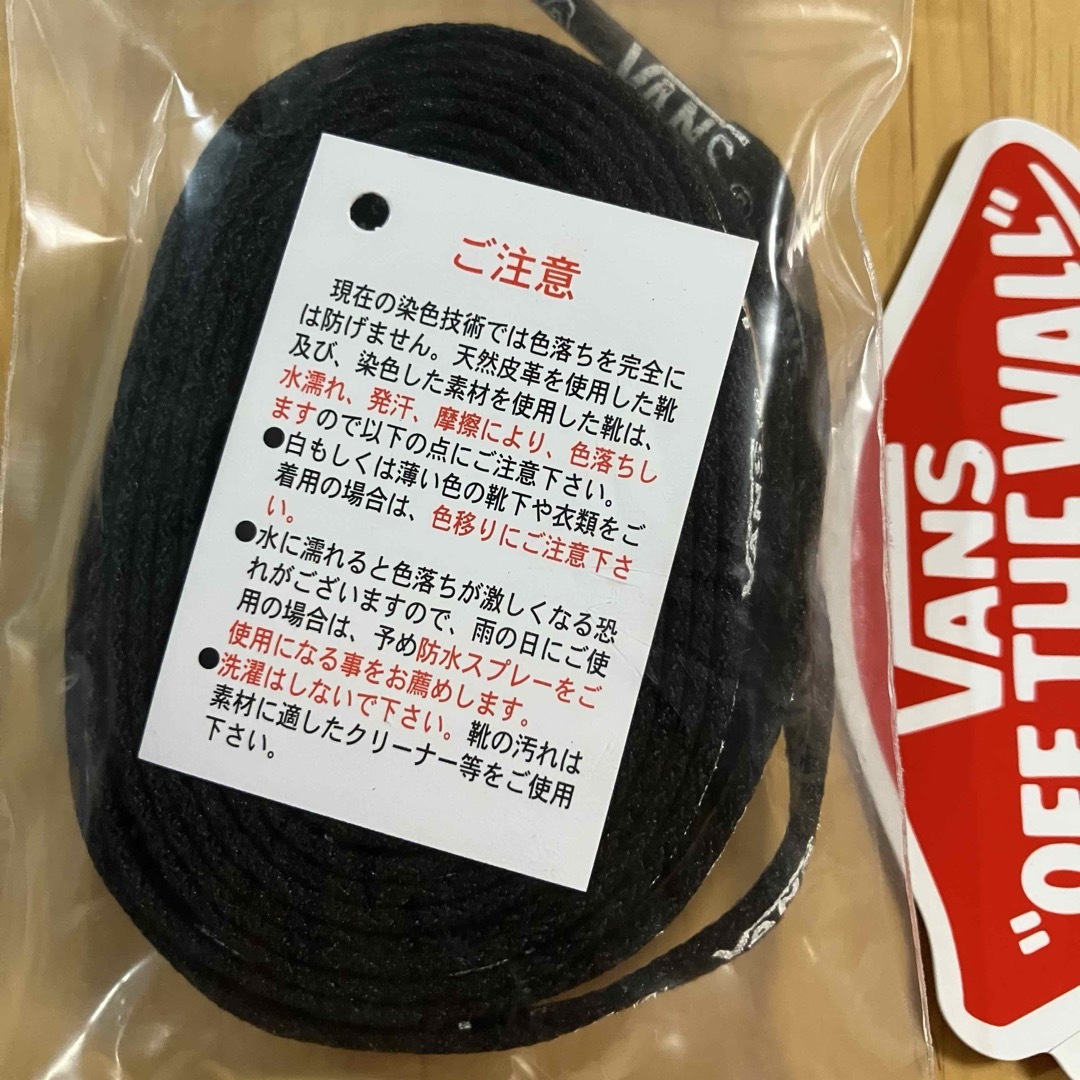 VANS
ご注意
現在の染色技術では色落ちを完全に
は防げません。天然皮革を使用した靴
及び、染色した素材を使用した靴は、
水濡れ、発汗、摩擦により、色落ちし
ますので以下の点にご注意下さい。
●白もしくは薄い色の靴下や衣類をご
着用の場合は、色移りにご注意下さ
い。
●水に濡れると色落ちが激しくなる恐
れがございますので、雨の日にご使
用の場合は、予め防水スプレーをご
使用になる事をお薦めします。
●洗濯はしないで下さい。靴の汚れは
素材に適したクリーナー等をご使用
下さい。
VANS
VANS
VANS
"OFF THE WALL"